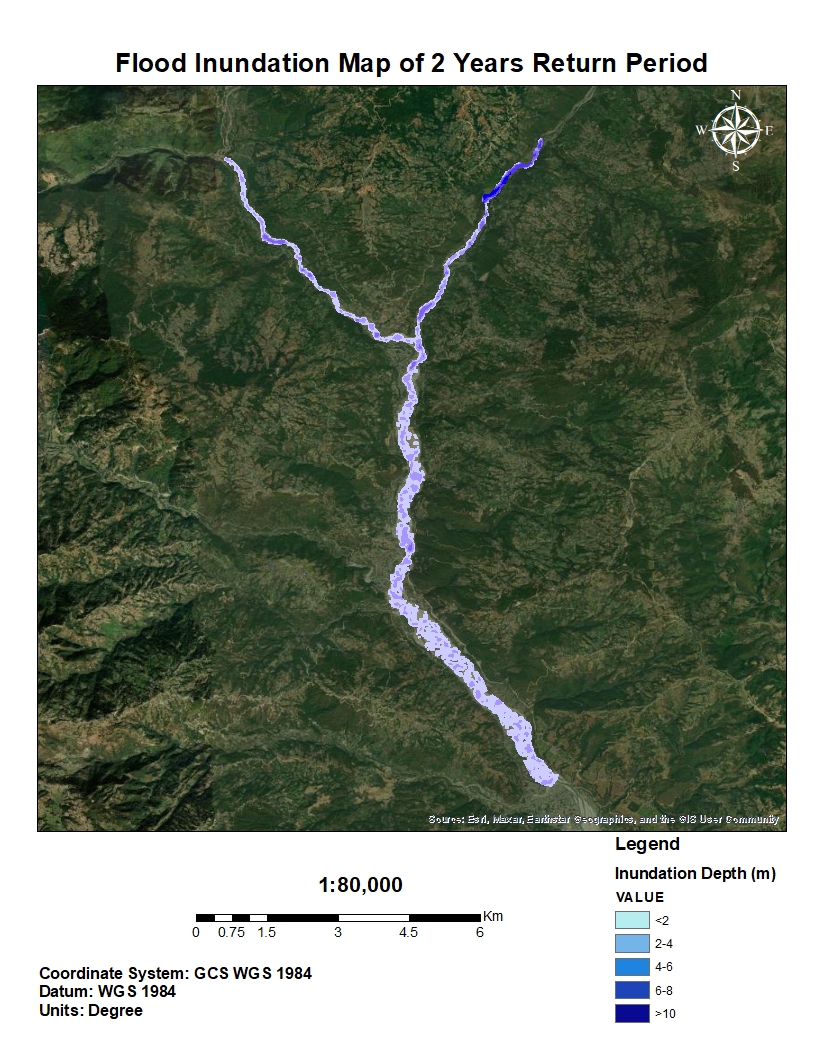 Flood Inundation Map of 2 Years Return Period
N
W E
S
Source: Esri, Maxar, Earthstar Geographics, and the GIS User Community
Legend
Inundation Depth (m)
VALUE
<2
2-4
4-6
6-8
>10
1:80,000
Km
0 0.75 1.5 3 4.5 6
Coordinate System: GCS WGS 1984
Datum: WGS 1984
Units: Degree